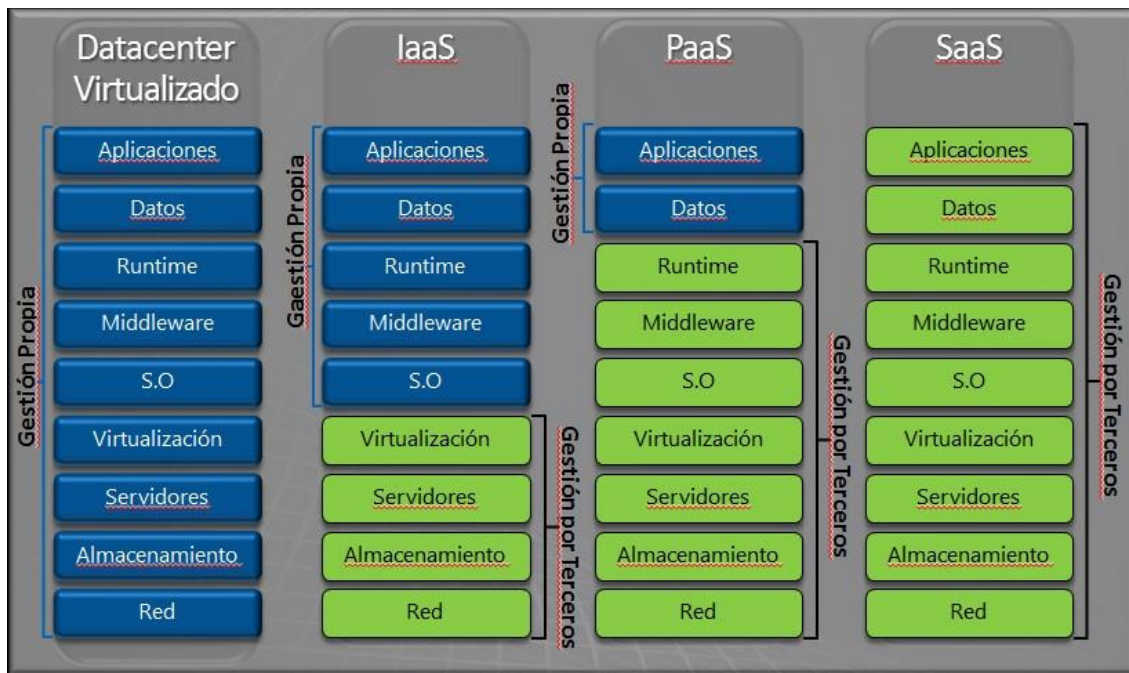 Datacenter
Virtualizado
Gestión Propia
Aplicaciones
Datos
Runtime
Middleware
S.O
Virtualización
Servidores
Almacenamiento
Red
IaaS
Gaestión Propia
Aplicaciones
Datos
Runtime
Middleware
S.O
Virtualización
Servidores
Almacenamiento
Red
Gestión por Terceros
PaaS
Gestión Propia
Aplicaciones
Datos
Runtime
Middleware
S.O
Virtualización
Servidores
Almacenamiento
Red
Gestión por Terceros
SaaS
Aplicaciones
Datos
Runtime
Middleware
S.O
Virtualización
Servidores
Almacenamiento
Red
Gestión por Terceros